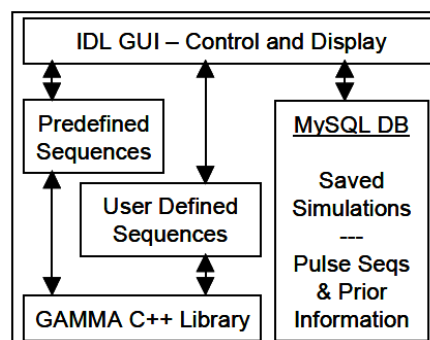 IDL GUI – Control and Display
Predefined
Sequences
User Defined
Sequences
GAMMA C++ Library
MySQL DB
Saved
Simulations
---
Pulse Seqs
& Prior
Information